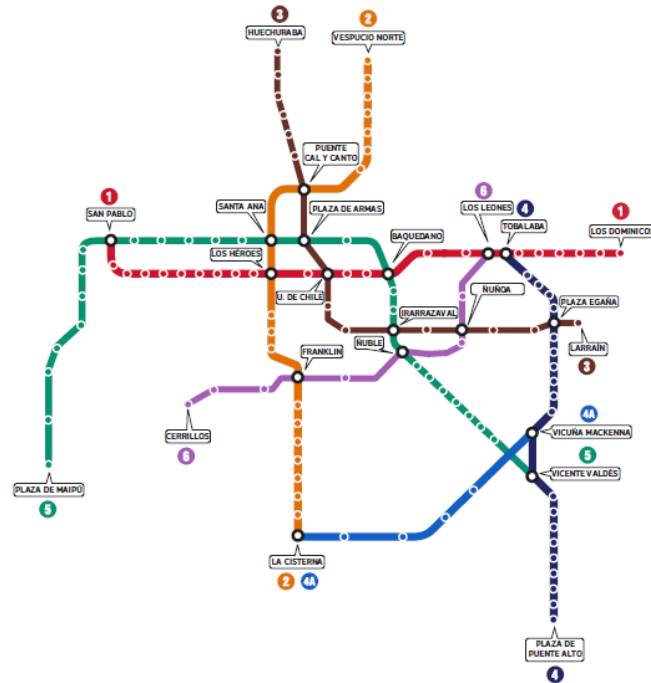 3
HUECHURABA
2
VESPUCIO NORTE
PUENTE
CAL Y CANTO
6
LOS LEONES
4
TOBALABA
1
SAN PABLO
SANTA ANA
PLAZA DE ARMAS
BAQUEDANO
1
LOS DOMINICOS
LOS HÉROES
U. DE CHILE
IRARRAZAVAL
ÑUÑOA
PLAZA EGAÑA
ÑUBLE
LARRAÍN
3
FRANKLIN
CERRILLOS
6
4A
VICUÑA MACKENNA
5
VICENTE VALDÈS
PLAZA DE MAIPÚ
5
LA CISTERNA
2
4A
PLAZA DE
PUENTE ALTO
4